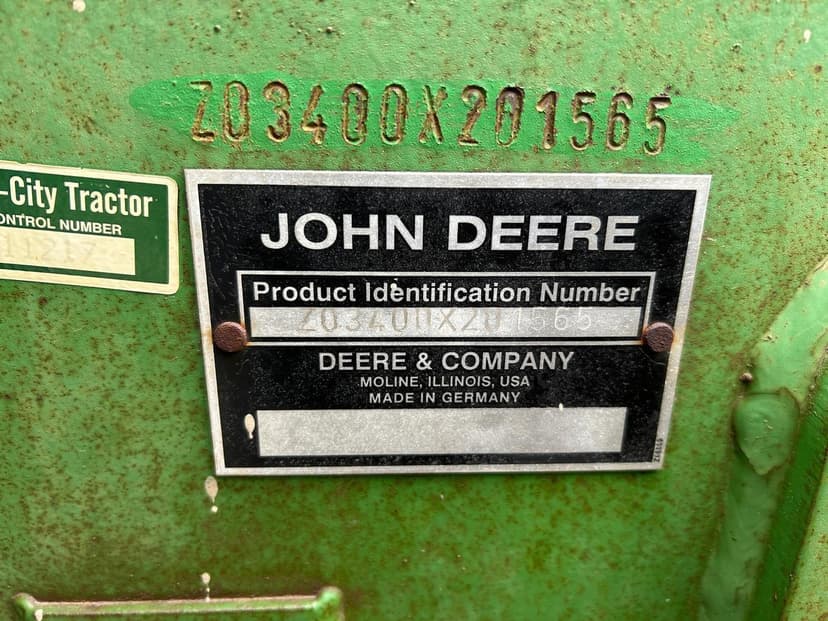 Z03400X201565
-City Tractor
ONTROL NUMBER
11217
JOHN DEERE
Product Identification Number
Z03400X201565
DEERE & COMPANY
MOLINE, ILLINOIS, USA
MADE IN GERMANY